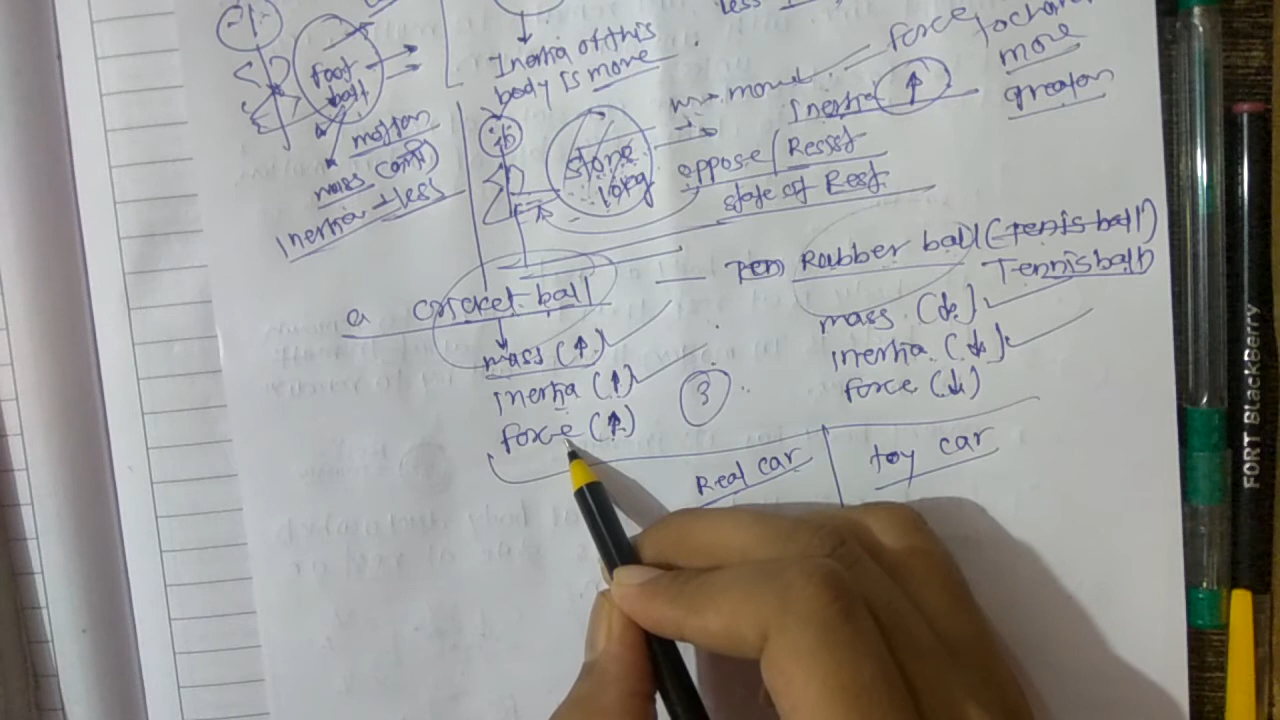 foot
ball
motion
mass
Inertia → less
less
Inertia of this
body is more
stone
10kg
force to change
more
greater
inertia ↑
oppose / Resist
state of Rest.
a cricket ball
mass (↑)
inertia (↑)
force (↑)
3
Rubber ball (Tenis ball)
Tennis ball
mass (↓)
inertia (↓)
force (↓)
Real car
toy car
FORT BLACKBERRY